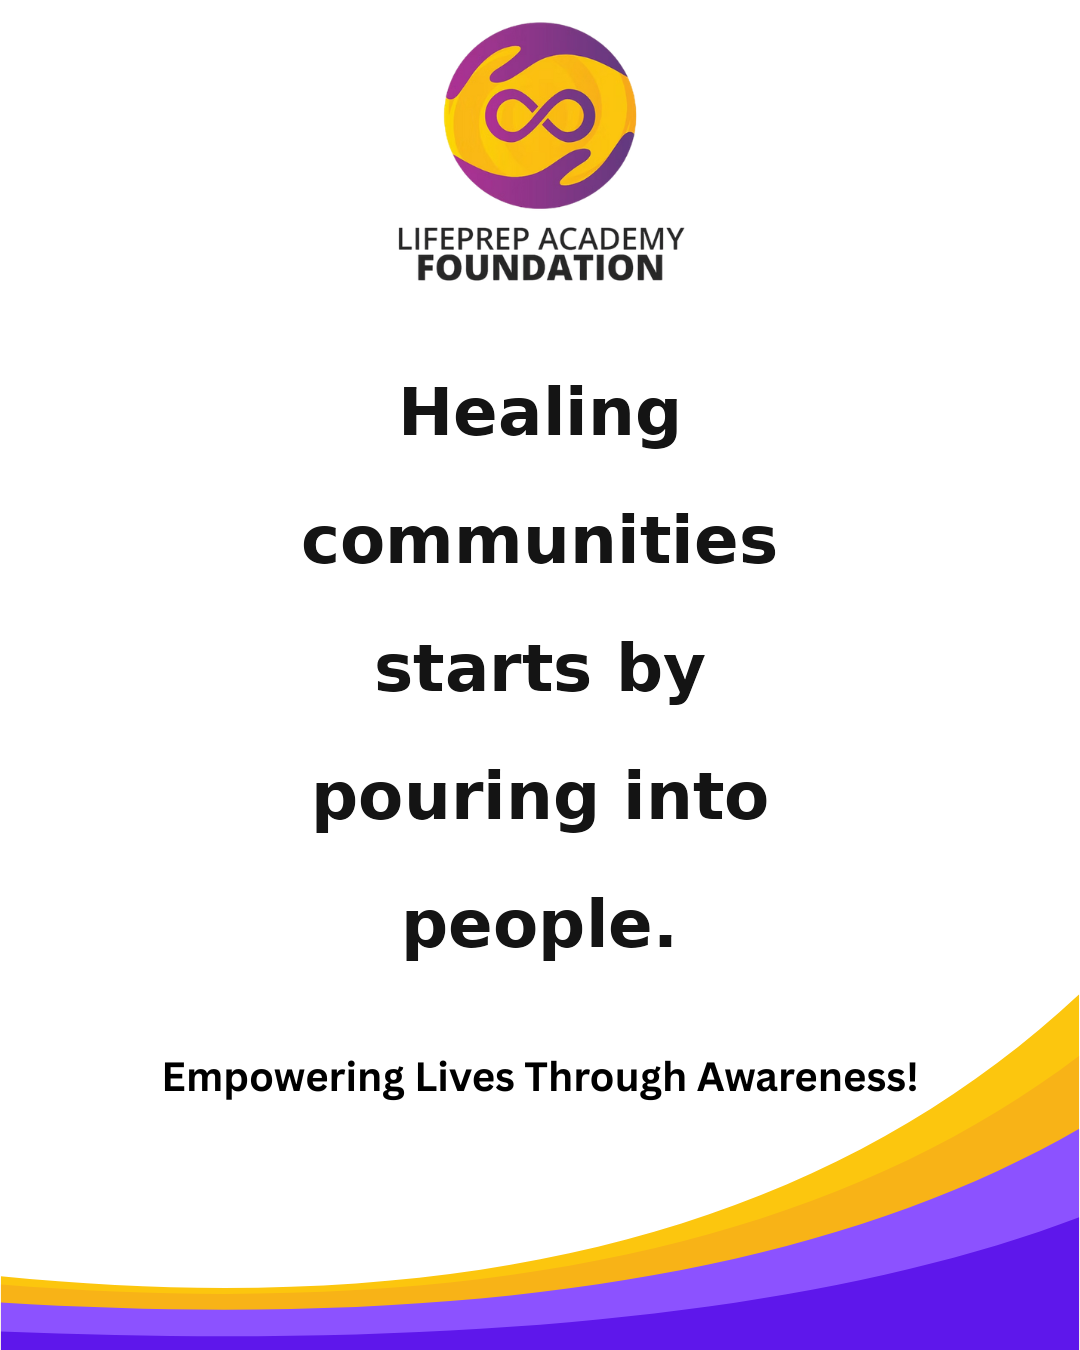 LIFEPREP ACADEMY
FOUNDATION
Healing
communities
starts by
pouring into
people.
Empowering Lives Through Awareness!